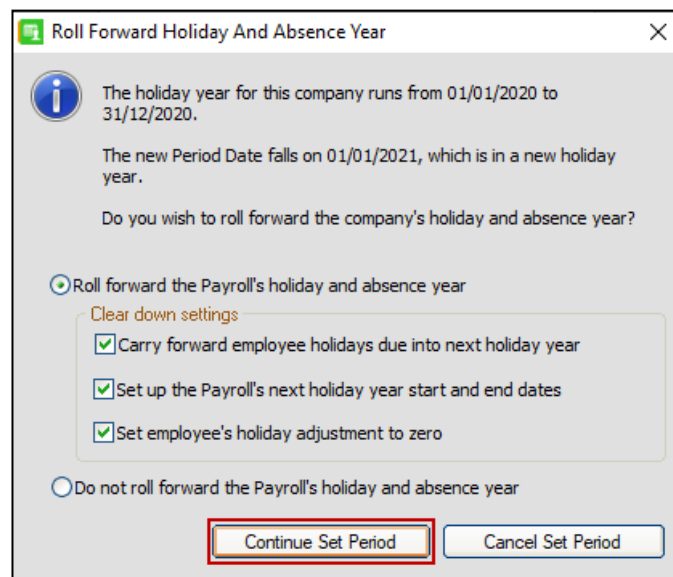 Roll Forward Holiday And Absence Year
The holiday year for this company runs from 01/01/2020 to
31/12/2020.
The new Period Date falls on 01/01/2021, which is in a new holiday
year.
Do you wish to roll forward the company's holiday and absence year?
Roll forward the Payroll's holiday and absence year
Clear down settings
Carry forward employee holidays due into next holiday year
Set up the Payroll's next holiday year start and end dates
Set employee's holiday adjustment to zero
Do not roll forward the Payroll's holiday and absence year
Continue Set Period Cancel Set Period